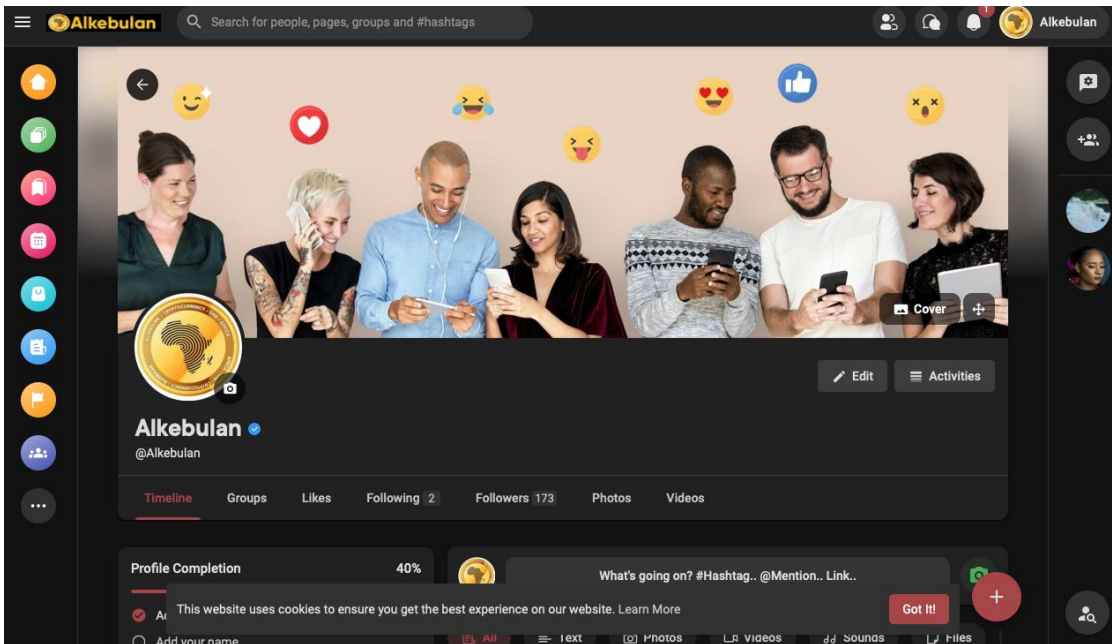 Alkebulan
Search for people, pages, groups and #hashtags
1
Alkebulan
Cover
Edit
Activities
Alkebulan
@Alkebulan
Timeline
Groups
Likes
Following 2
Followers 173
Photos
Videos
Profile Completion
40%
What's going on? #Hashtag.. @Mention.. Link..
This website uses cookies to ensure you get the best experience on our website. Learn More
Got It!
Add your name
All
Text
Photos
Videos
Sounds
Files